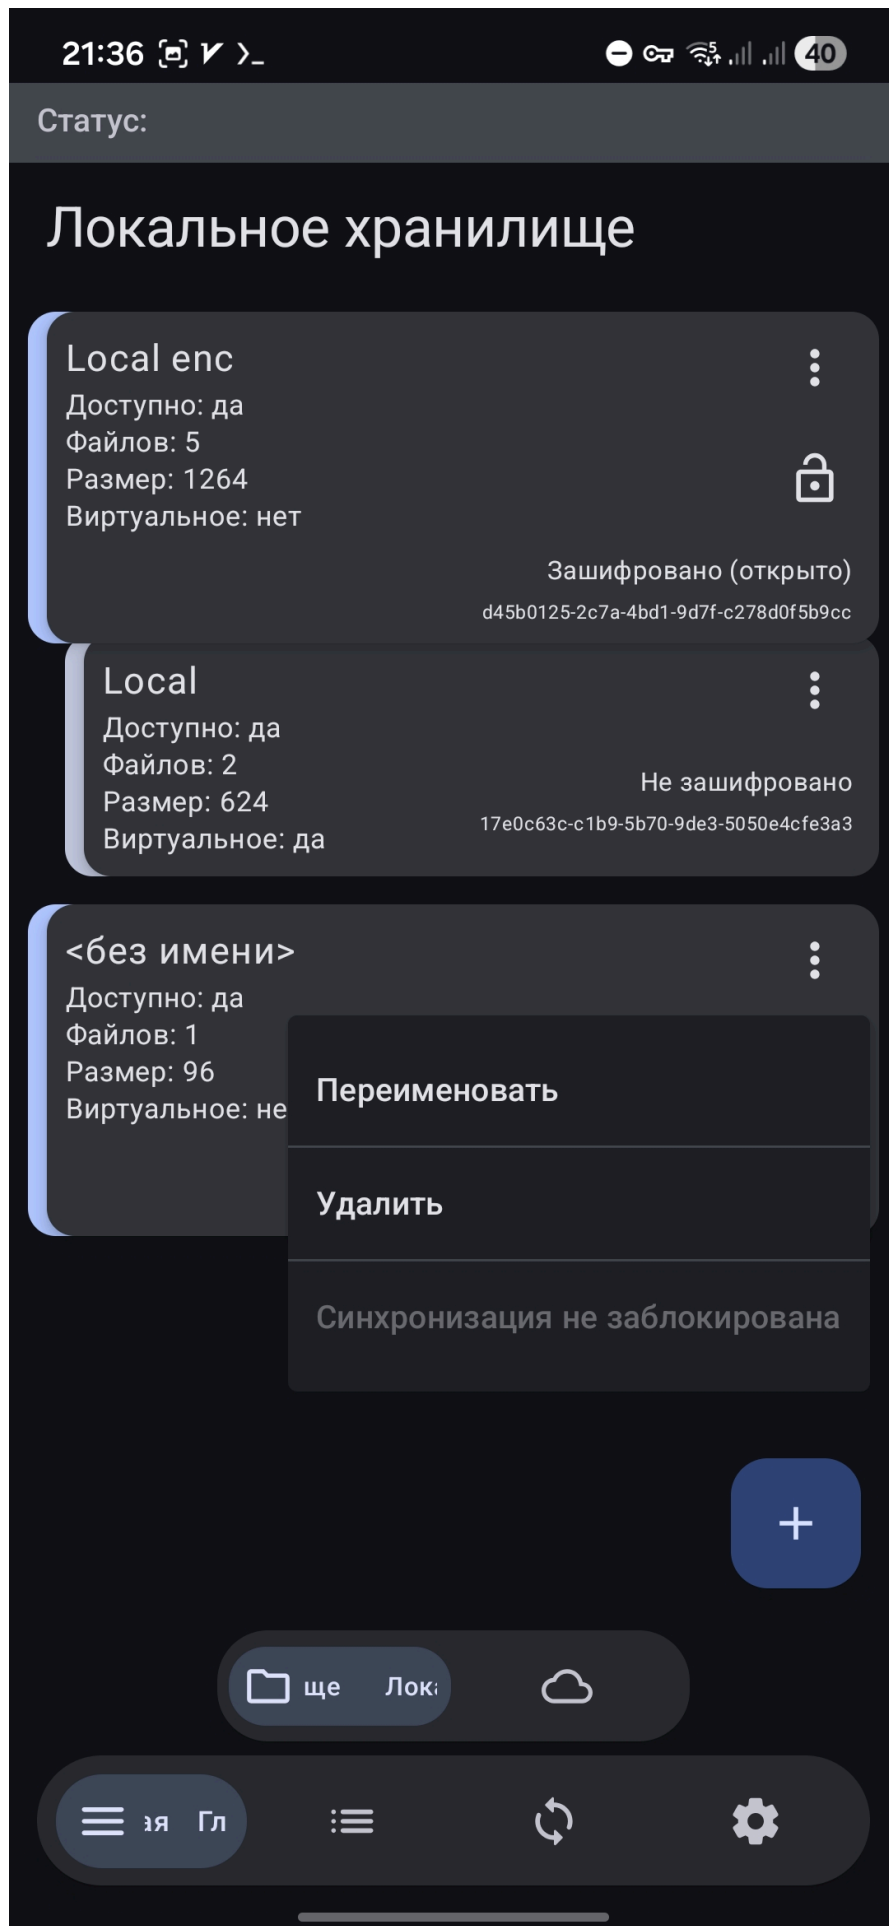 21:36
40
Статус:
Локальное хранилище
Local enc
Доступно: да
Файлов: 5
Размер: 1264
Виртуальное: нет
Зашифровано (открыто)
d45b0125-2c7a-4bd1-9d7f-c278d0f5b9cc
Local
Доступно: да
Файлов: 2
Размер: 624
Виртуальное: да
Не зашифровано
17e0c63c-c1b9-5b70-9de3-5050e4cfe3a3
<без имени>
Доступно: да
Файлов: 1
Размер: 96
Виртуальное: не
Переименовать
Удалить
Синхронизация не заблокирована
ще Лока
ая Гл